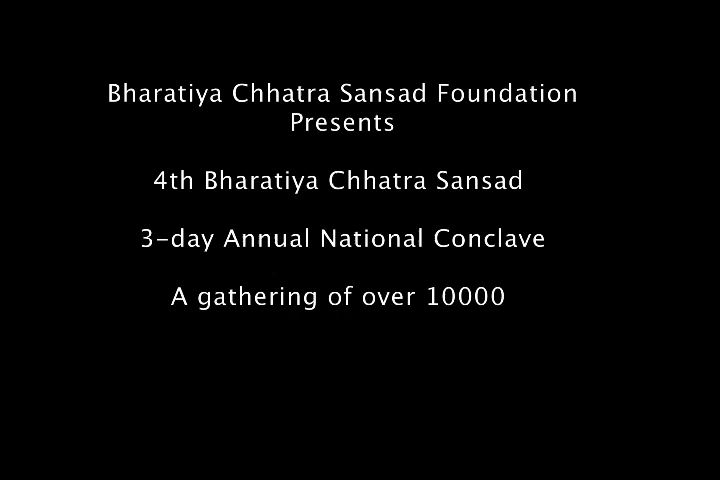 Bharatiya Chhatra Sansad Foundation
Presents
4th Bharatiya Chhatra Sansad
3-day Annual National Conclave
A gathering of over 10000